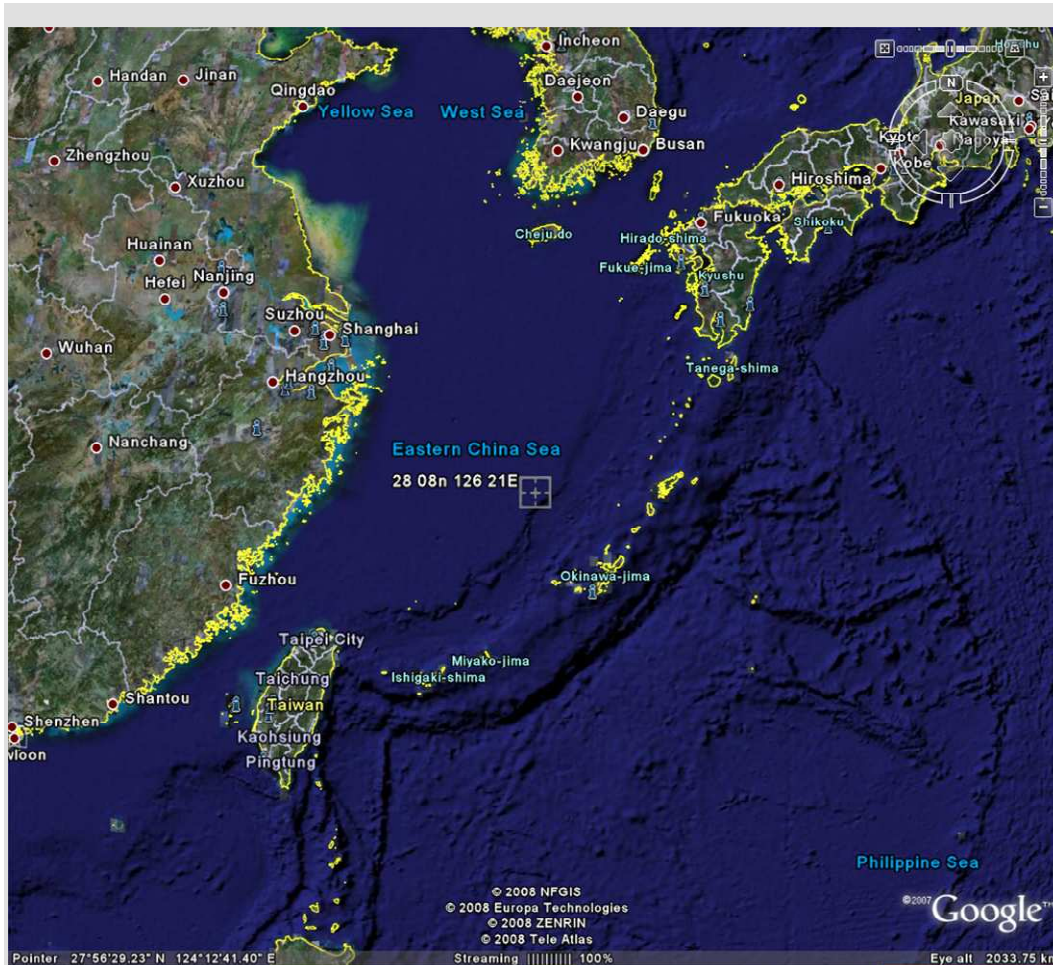 Incheon
Honshu
Handan
Jinan
Daejeon
Qingdao
Yellow Sea
West Sea
Daegu
Japan
N
Kawasaki
Zhengzhou
Kwangju
Busan
Kyoto
Nagoya
Kobe
Xuzhou
Hiroshima
Fukuoka
Shikoku
Cheju do
Hirado-shima
Huainan
Fukue-jima
Kyushu
Hefei
Nanjing
Suzhou
Shanghai
Wuhan
Tanega-shima
Hangzhou
Nanchang
Eastern China Sea
28 08n 126 21E
Fuzhou
Okinawa-jima
Taipei City
Miyako-jima
Taichung
Ishigaki-shima
Shantou
Taiwan
Shenzhen
Kaohsiung
wloon
Pingtung
Philippine Sea
© 2008 NFGIS
© 2008 Europa Technologies
© 2008 ZENRIN
© 2008 Tele Atlas
©2007 Google™
Pointer 27°56'29.23" N 124°12'41.40" E Streaming |||||||||| 100% Eye alt 2033.75 km